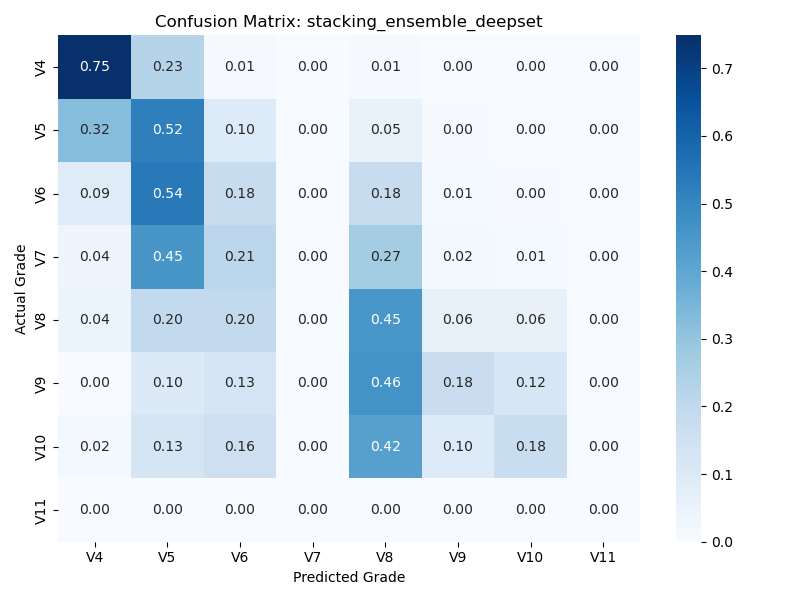 Confusion Matrix: stacking_ensemble_deepset
V4 0.75 0.23 0.01 0.00 0.01 0.00 0.00 0.00
V5 0.32 0.52 0.10 0.00 0.05 0.00 0.00 0.00
V6 0.09 0.54 0.18 0.00 0.18 0.01 0.00 0.00
V7 0.04 0.45 0.21 0.00 0.27 0.02 0.01 0.00
V8 0.04 0.20 0.20 0.00 0.45 0.06 0.06 0.00
V9 0.00 0.10 0.13 0.00 0.46 0.18 0.12 0.00
V10 0.02 0.13 0.16 0.00 0.42 0.10 0.18 0.00
V11 0.00 0.00 0.00 0.00 0.00 0.00 0.00 0.00
V4 V5 V6 V7 V8 V9 V10 V11
Predicted Grade
Actual Grade
0.7
0.6
0.5
0.4
0.3
0.2
0.1
0.0